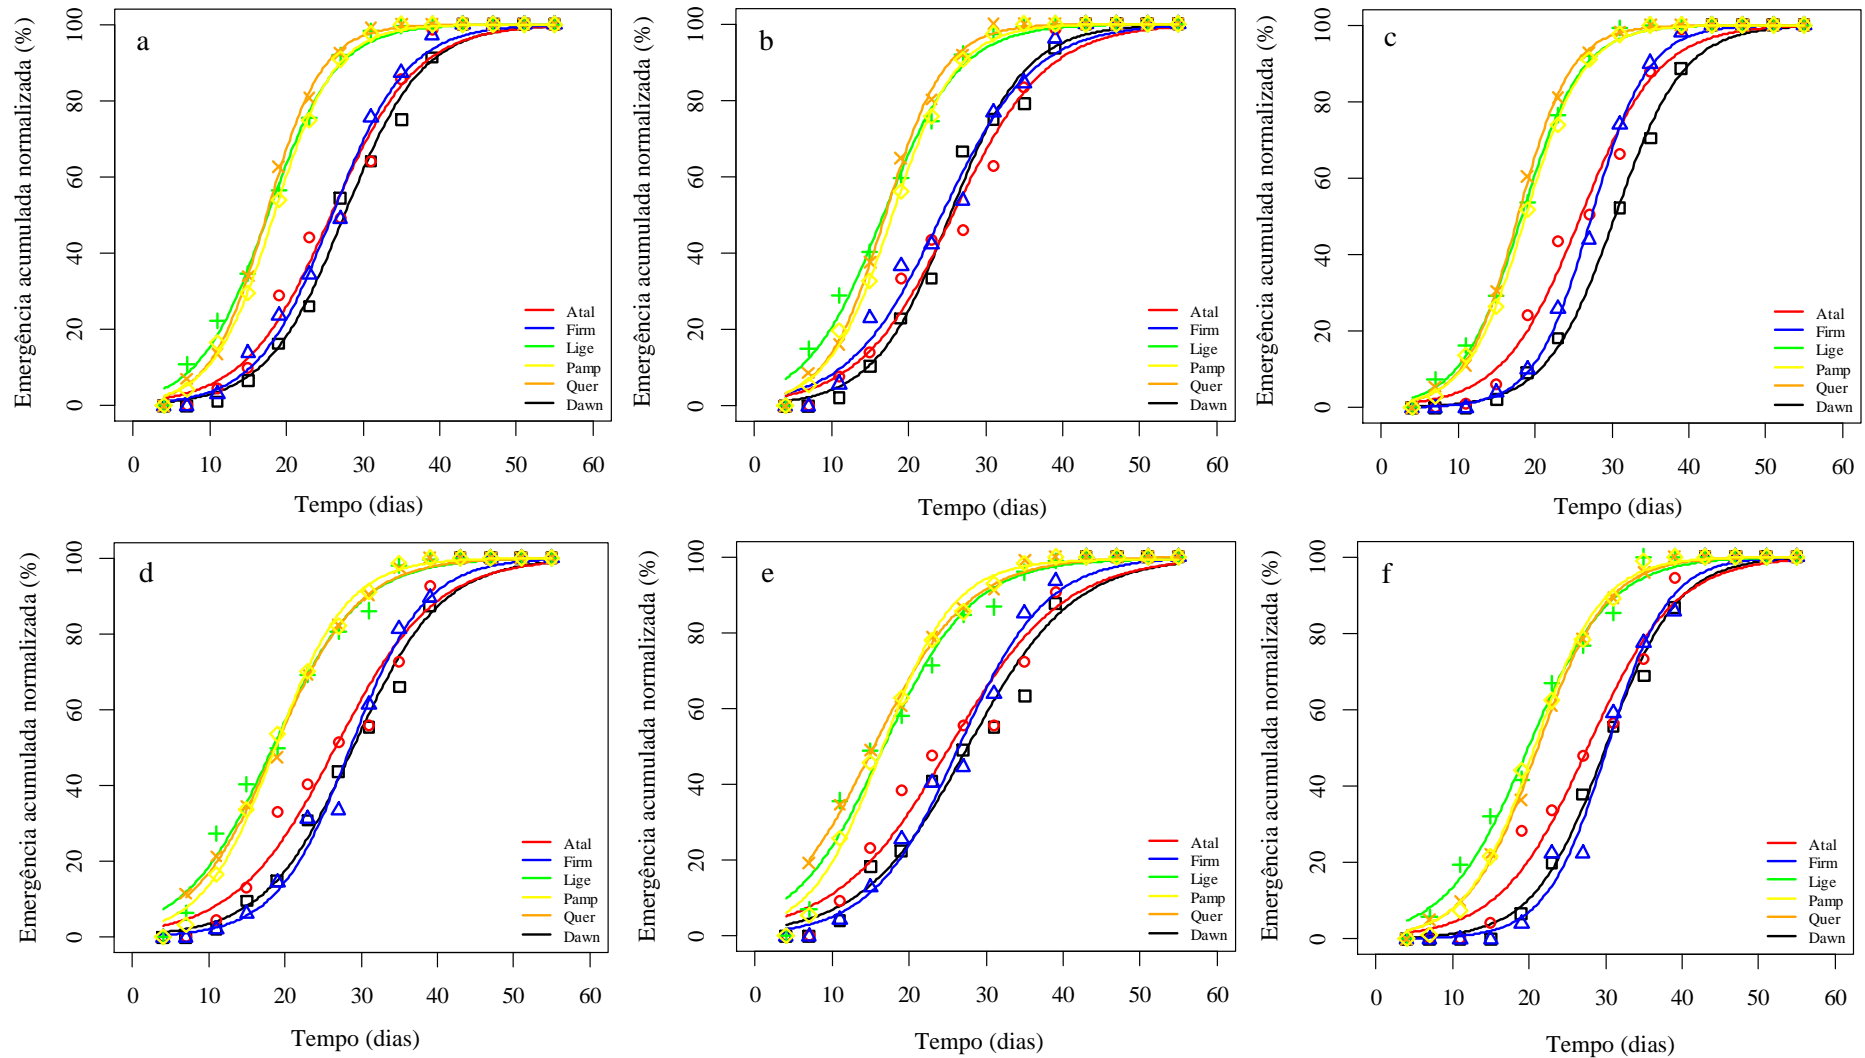 a
Emergência acumulada normalizada (%)
0 20 40 60 80 100
Atal
Firm
Lige
Pamp
Quer
Dawn
0 10 20 30 40 50 60
Tempo (dias)
b
Emergência acumulada normalizada (%)
0 20 40 60 80 100
Atal
Firm
Lige
Pamp
Quer
Dawn
0 10 20 30 40 50 60
Tempo (dias)
c
Emergência acumulada normalizada (%)
0 20 40 60 80 100
Atal
Firm
Lige
Pamp
Quer
Dawn
0 10 20 30 40 50 60
Tempo (dias)
d
Emergência acumulada normalizada (%)
0 20 40 60 80 100
Atal
Firm
Lige
Pamp
Quer
Dawn
0 10 20 30 40 50 60
Tempo (dias)
e
Emergência acumulada normalizada (%)
0 20 40 60 80 100
Atal
Firm
Lige
Pamp
Quer
Dawn
0 10 20 30 40 50 60
Tempo (dias)
f
Emergência acumulada normalizada (%)
0 20 40 60 80 100
Atal
Firm
Lige
Pamp
Quer
Dawn
0 10 20 30 40 50 60
Tempo (dias)